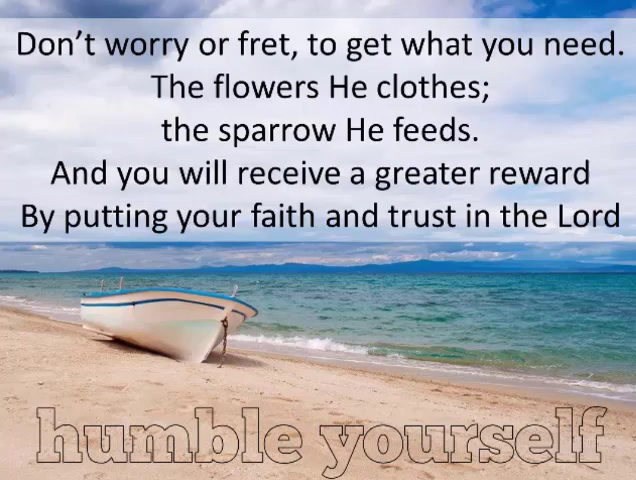 Don’t worry or fret, to get what you need.
The flowers He clothes;
the sparrow He feeds.
And you will receive a greater reward
By putting your faith and trust in the Lord
humble yourself